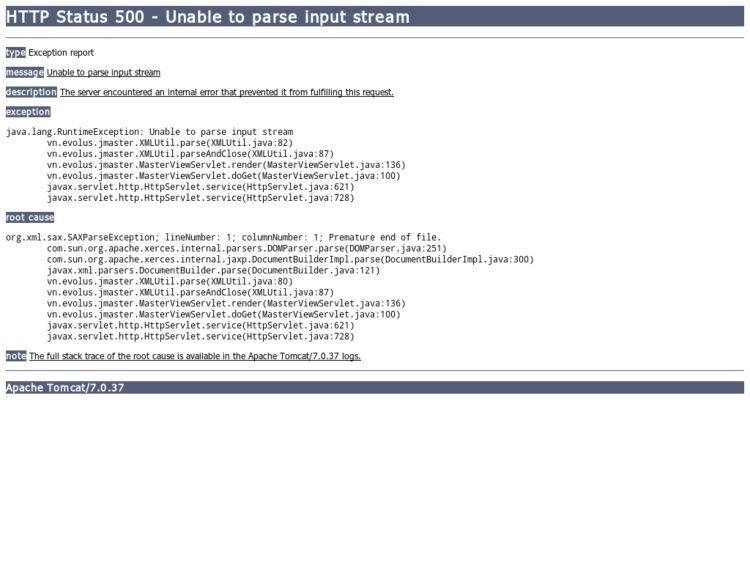 HTTP Status 500 - Unable to parse input stream
type Exception report
message Unable to parse input stream
description The server encountered an internal error that prevented it from fulfilling this request.
exception
java.lang.RuntimeException: Unable to parse input stream
vn.evolus.jmaster.XMLUtil.parse(XMLUtil.java:82)
vn.evolus.jmaster.XMLUtil.parseAndClose(XMLUtil.java:87)
vn.evolus.jmaster.MasterViewServlet.render(MasterViewServlet.java:136)
vn.evolus.jmaster.MasterViewServlet.doGet(MasterViewServlet.java:100)
javax.servlet.http.HttpServlet.service(HttpServlet.java:621)
javax.servlet.http.HttpServlet.service(HttpServlet.java:728)
root cause
org.xml.sax.SAXParseException; lineNumber: 1; columnNumber: 1; Premature end of file.
com.sun.org.apache.xerces.internal.parsers.DOMParser.parse(DOMParser.java:251)
com.sun.org.apache.xerces.internal.jaxp.DocumentBuilderImpl.parse(DocumentBuilderImpl.java:300)
javax.xml.parsers.DocumentBuilder.parse(DocumentBuilder.java:121)
vn.evolus.jmaster.XMLUtil.parse(XMLUtil.java:80)
vn.evolus.jmaster.XMLUtil.parseAndClose(XMLUtil.java:87)
vn.evolus.jmaster.MasterViewServlet.render(MasterViewServlet.java:136)
vn.evolus.jmaster.MasterViewServlet.doGet(MasterViewServlet.java:100)
javax.servlet.http.HttpServlet.service(HttpServlet.java:621)
javax.servlet.http.HttpServlet.service(HttpServlet.java:728)
note The full stack trace of the root cause is available in the Apache Tomcat/7.0.37 logs.
Apache Tomcat/7.0.37